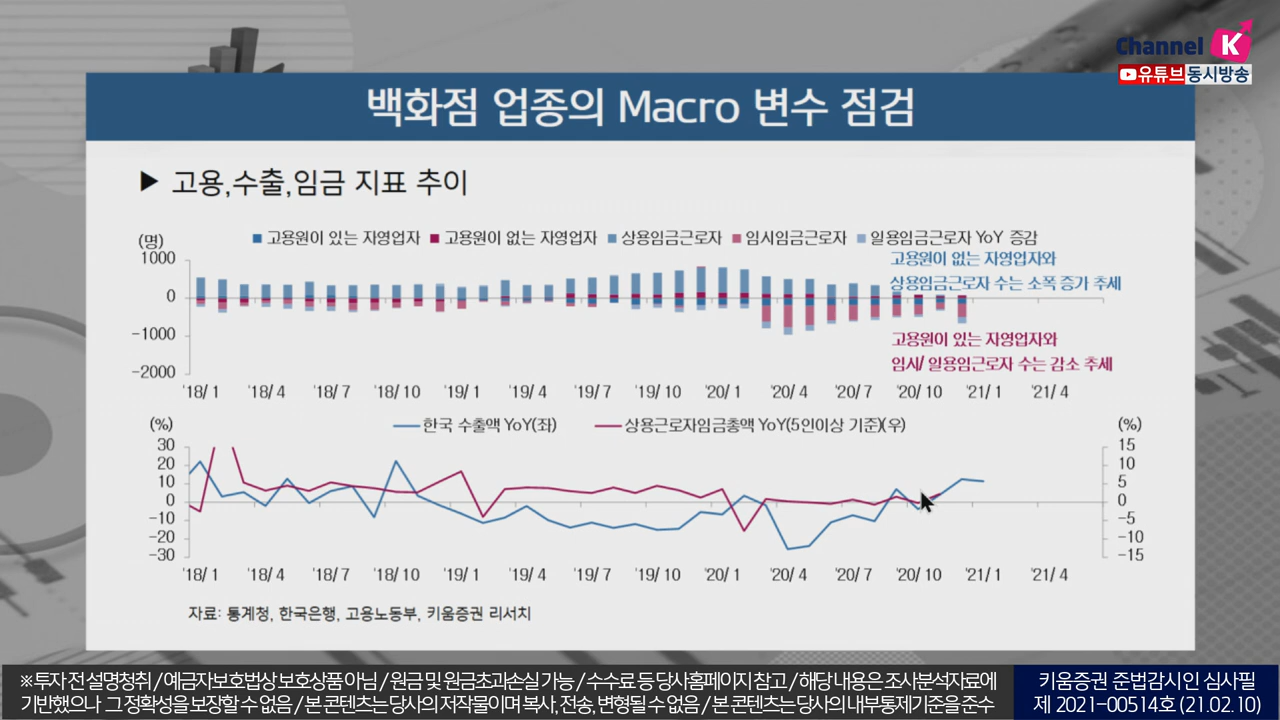 Channel K
유튜브동시방송
백화점 업종의 Macro 변수 점검
▶ 고용,수출,임금 지표 추이
(명)
고용원이 있는 자영업자 고용원이 없는 자영업자 상용임금근로자 임시임금근로자 일용임금근로자 YoY 증감
고용원이 없는 자영업자와
상용임금근로자 수는 소폭 증가 추세
1000
0
-1000
-2000
고용원이 있는 자영업자와
임시/ 일용임근로자 수는 감소 추세
'18/ 1 '18/ 4 '18/ 7 '18/ 10 '19/ 1 '19/ 4 '19/ 7 '19/ 10 '20/ 1 '20/ 4 '20/ 7 '20/ 10 '21/ 1 '21/ 4
(%) 한국 수출액 YoY(좌) 상용근로자임금총액 YoY(5인이상 기준)(우) (%)
30 15
20 10
10 5
0 0
-10 -5
-20 -10
-30 -15
'18/ 1 '18/ 4 '18/ 7 '18/ 10 '19/ 1 '19/ 4 '19/ 7 '19/ 10 '20/ 1 '20/ 4 '20/ 7 '20/ 10 '21/ 1 '21/ 4
자료: 통계청, 한국은행, 고용노동부, 키움증권 리서치
※ 투자 전 설명청취 / 예금자보호법상 보호상품 아님 / 원금 및 원금초과손실 가능 / 수수료 등 당사홈페이지 참고 / 해당 내용은 조사분석자료에
기반했으나 그 정확성을 보장할 수 없음 / 본 콘텐츠는 당사의 저작물이며 복사, 전송, 변형될 수 없음 / 본 콘텐츠는 당사의 내부통제기준을 준수
키움증권 준법감시인 심사필
제 2021-00514호 (21.02.10)